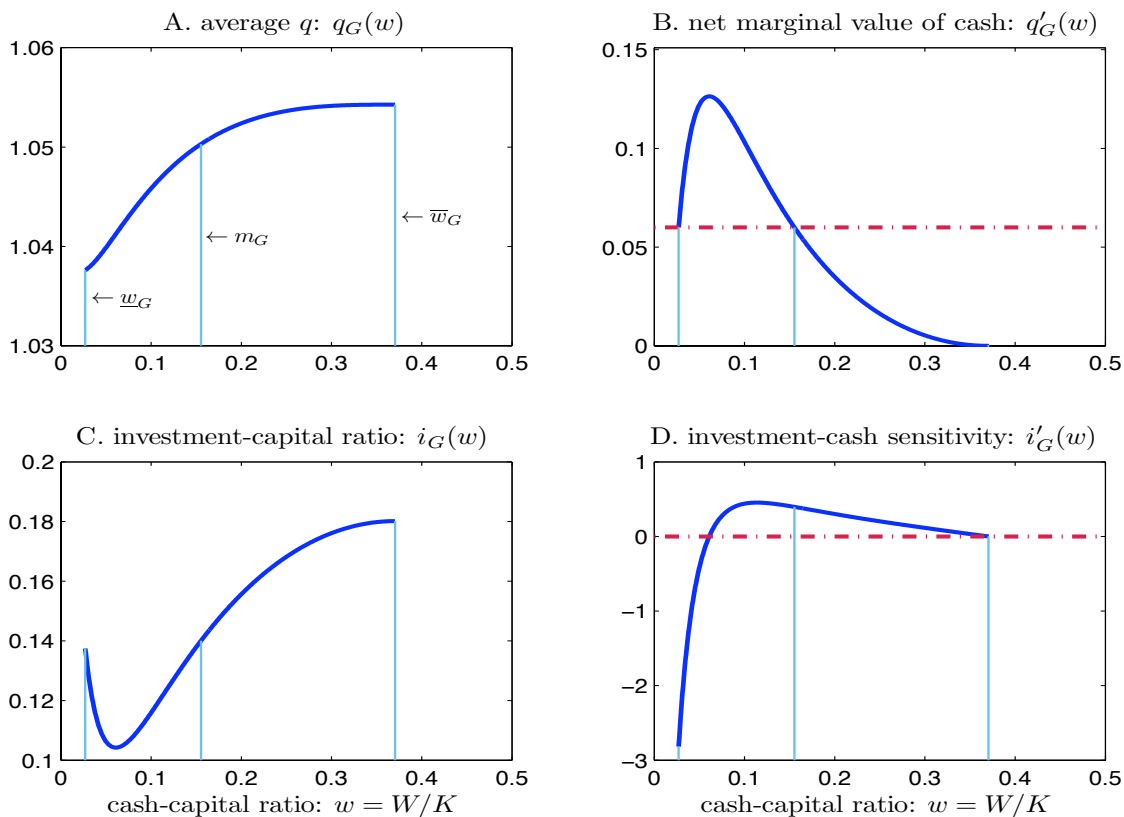 A. average q: q_G(w)
1.06
1.05
1.04
1.03
0 0.1 0.2 0.3 0.4 0.5
← w̲_G
← m_G
← w̅_G
B. net marginal value of cash: q′_G(w)
0.15
0.1
0.05
0
0 0.1 0.2 0.3 0.4 0.5
C. investment-capital ratio: i_G(w)
0.2
0.18
0.16
0.14
0.12
0.1
0 0.1 0.2 0.3 0.4 0.5
cash-capital ratio: w = W/K
D. investment-cash sensitivity: i′_G(w)
1
0
−1
−2
−3
0 0.1 0.2 0.3 0.4 0.5
cash-capital ratio: w = W/K